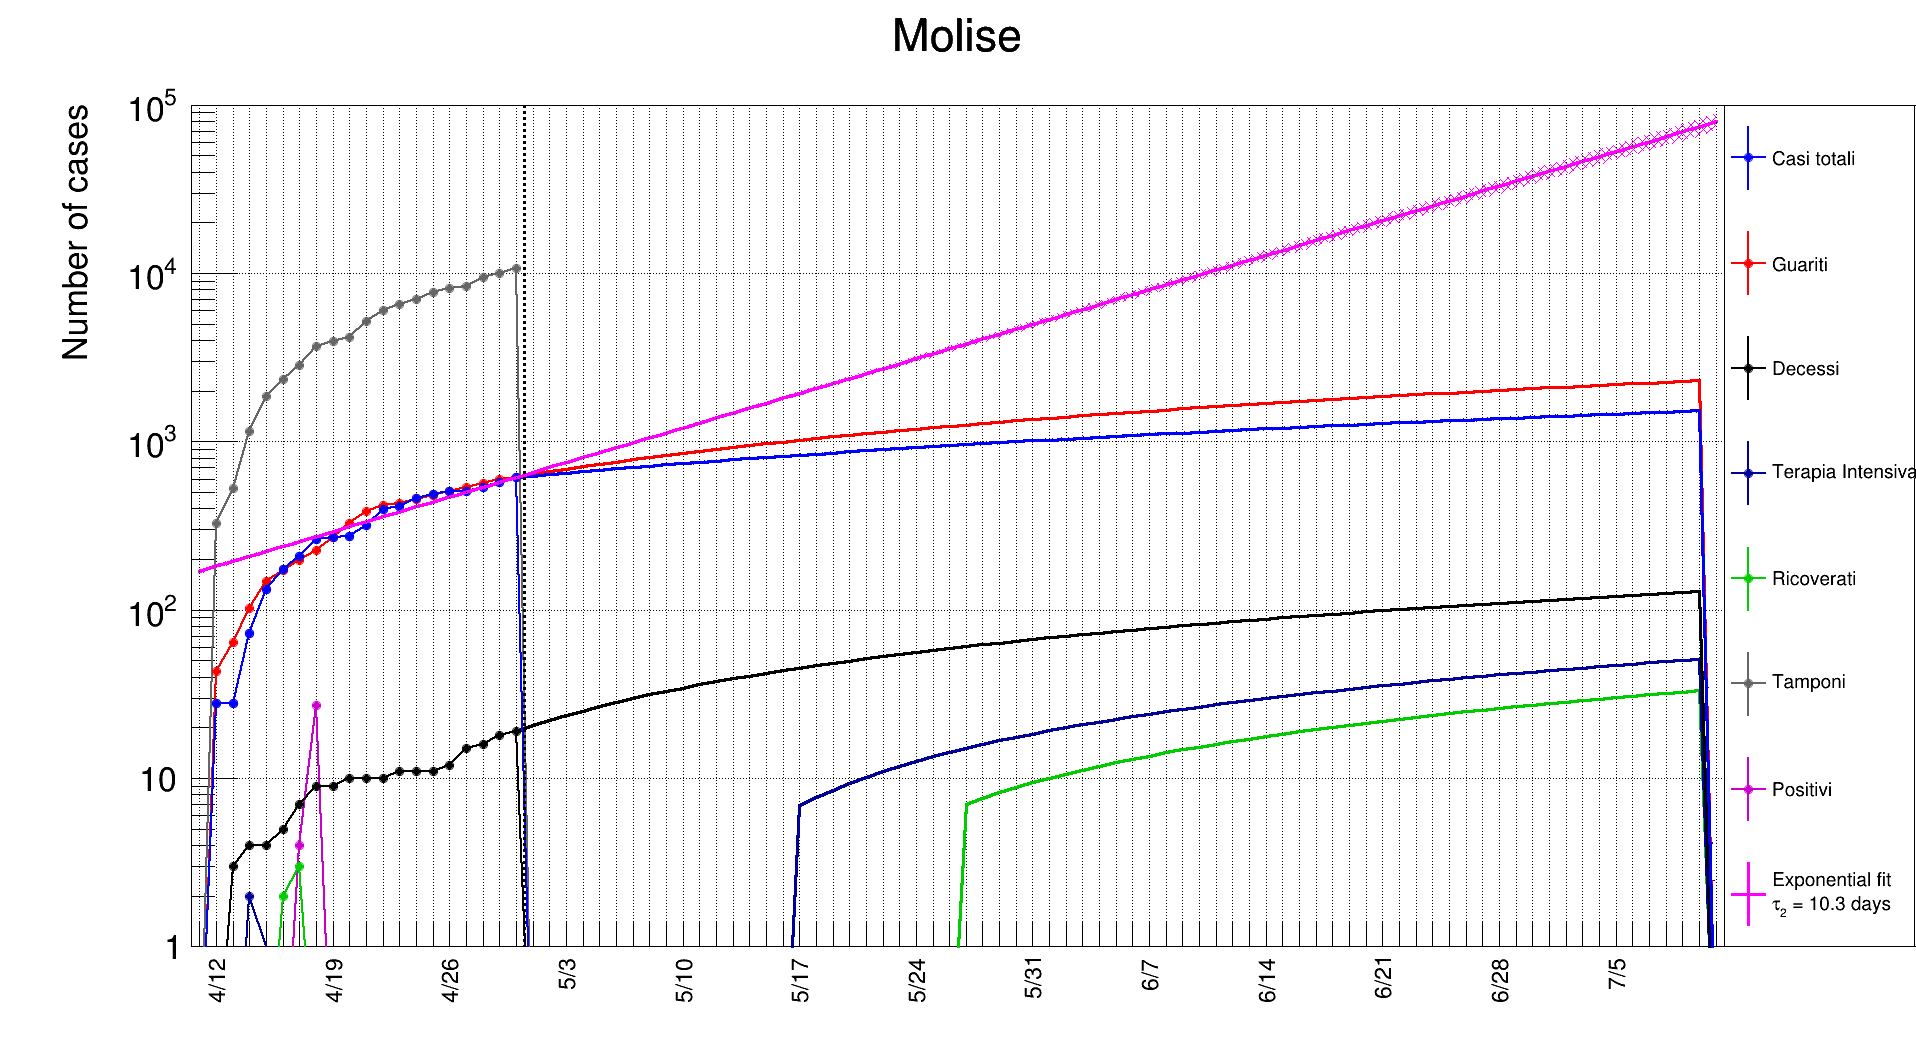 Molise
Number of cases
10^5
10^4
10^3
10^2
10
1
4/12
4/19
4/26
5/3
5/10
5/17
5/24
5/31
6/7
6/14
6/21
6/28
7/5
Casi totali
Guariti
Decessi
Terapia Intensiva
Ricoverati
Tamponi
Positivi
Exponential fit
τ₂ = 10.3 days